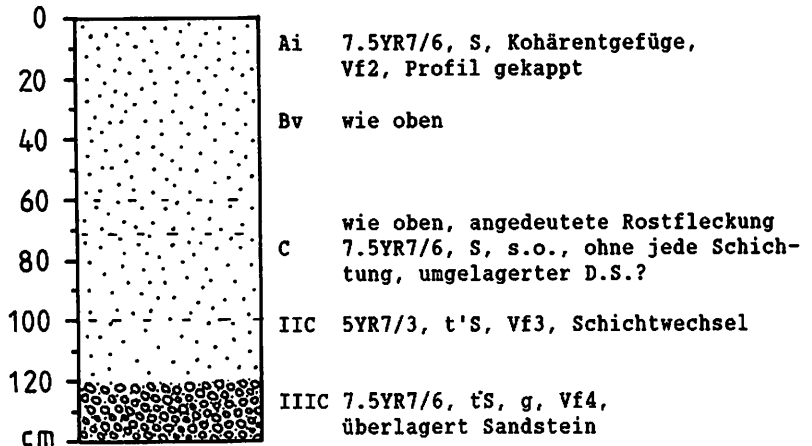 0
Ai 7.5YR7/6, S, Kohärentgefüge,
Vf2, Profil gekappt
20
Bv wie oben
40
60
wie oben, angedeutete Rostfleckung
C 7.5YR7/6, S, s.o., ohne jede Schich-
tung, umgelagerter D.S.?
80
100
IIC 5YR7/3, t'S, Vf3, Schichtwechsel
120
IIIC 7.5YR7/6, t̄S, g, Vf4,
überlagert Sandstein
cm